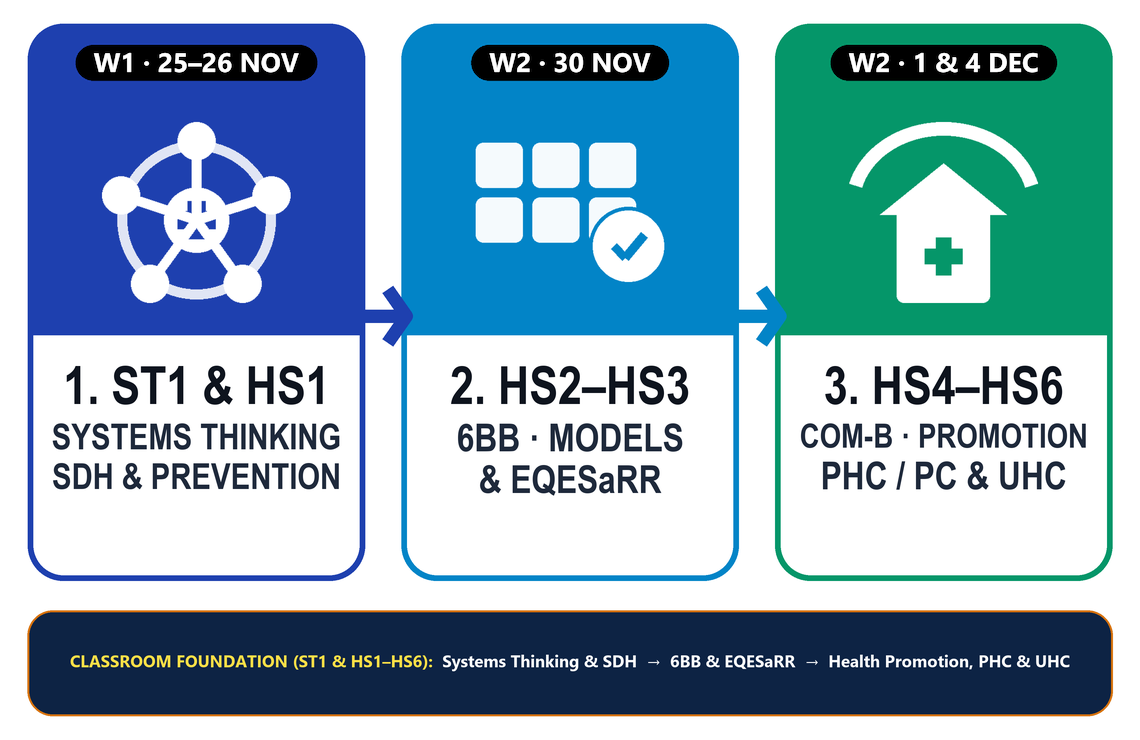 W1 · 25–26 NOV
1. ST1 & HS1
SYSTEMS THINKING
SDH & PREVENTION
W2 · 30 NOV
2. HS2–HS3
6BB · MODELS
& EQESaRR
W2 · 1 & 4 DEC
3. HS4–HS6
COM-B · PROMOTION
PHC / PC & UHC
CLASSROOM FOUNDATION (ST1 & HS1–HS6): Systems Thinking & SDH → 6BB & EQESaRR → Health Promotion, PHC & UHC